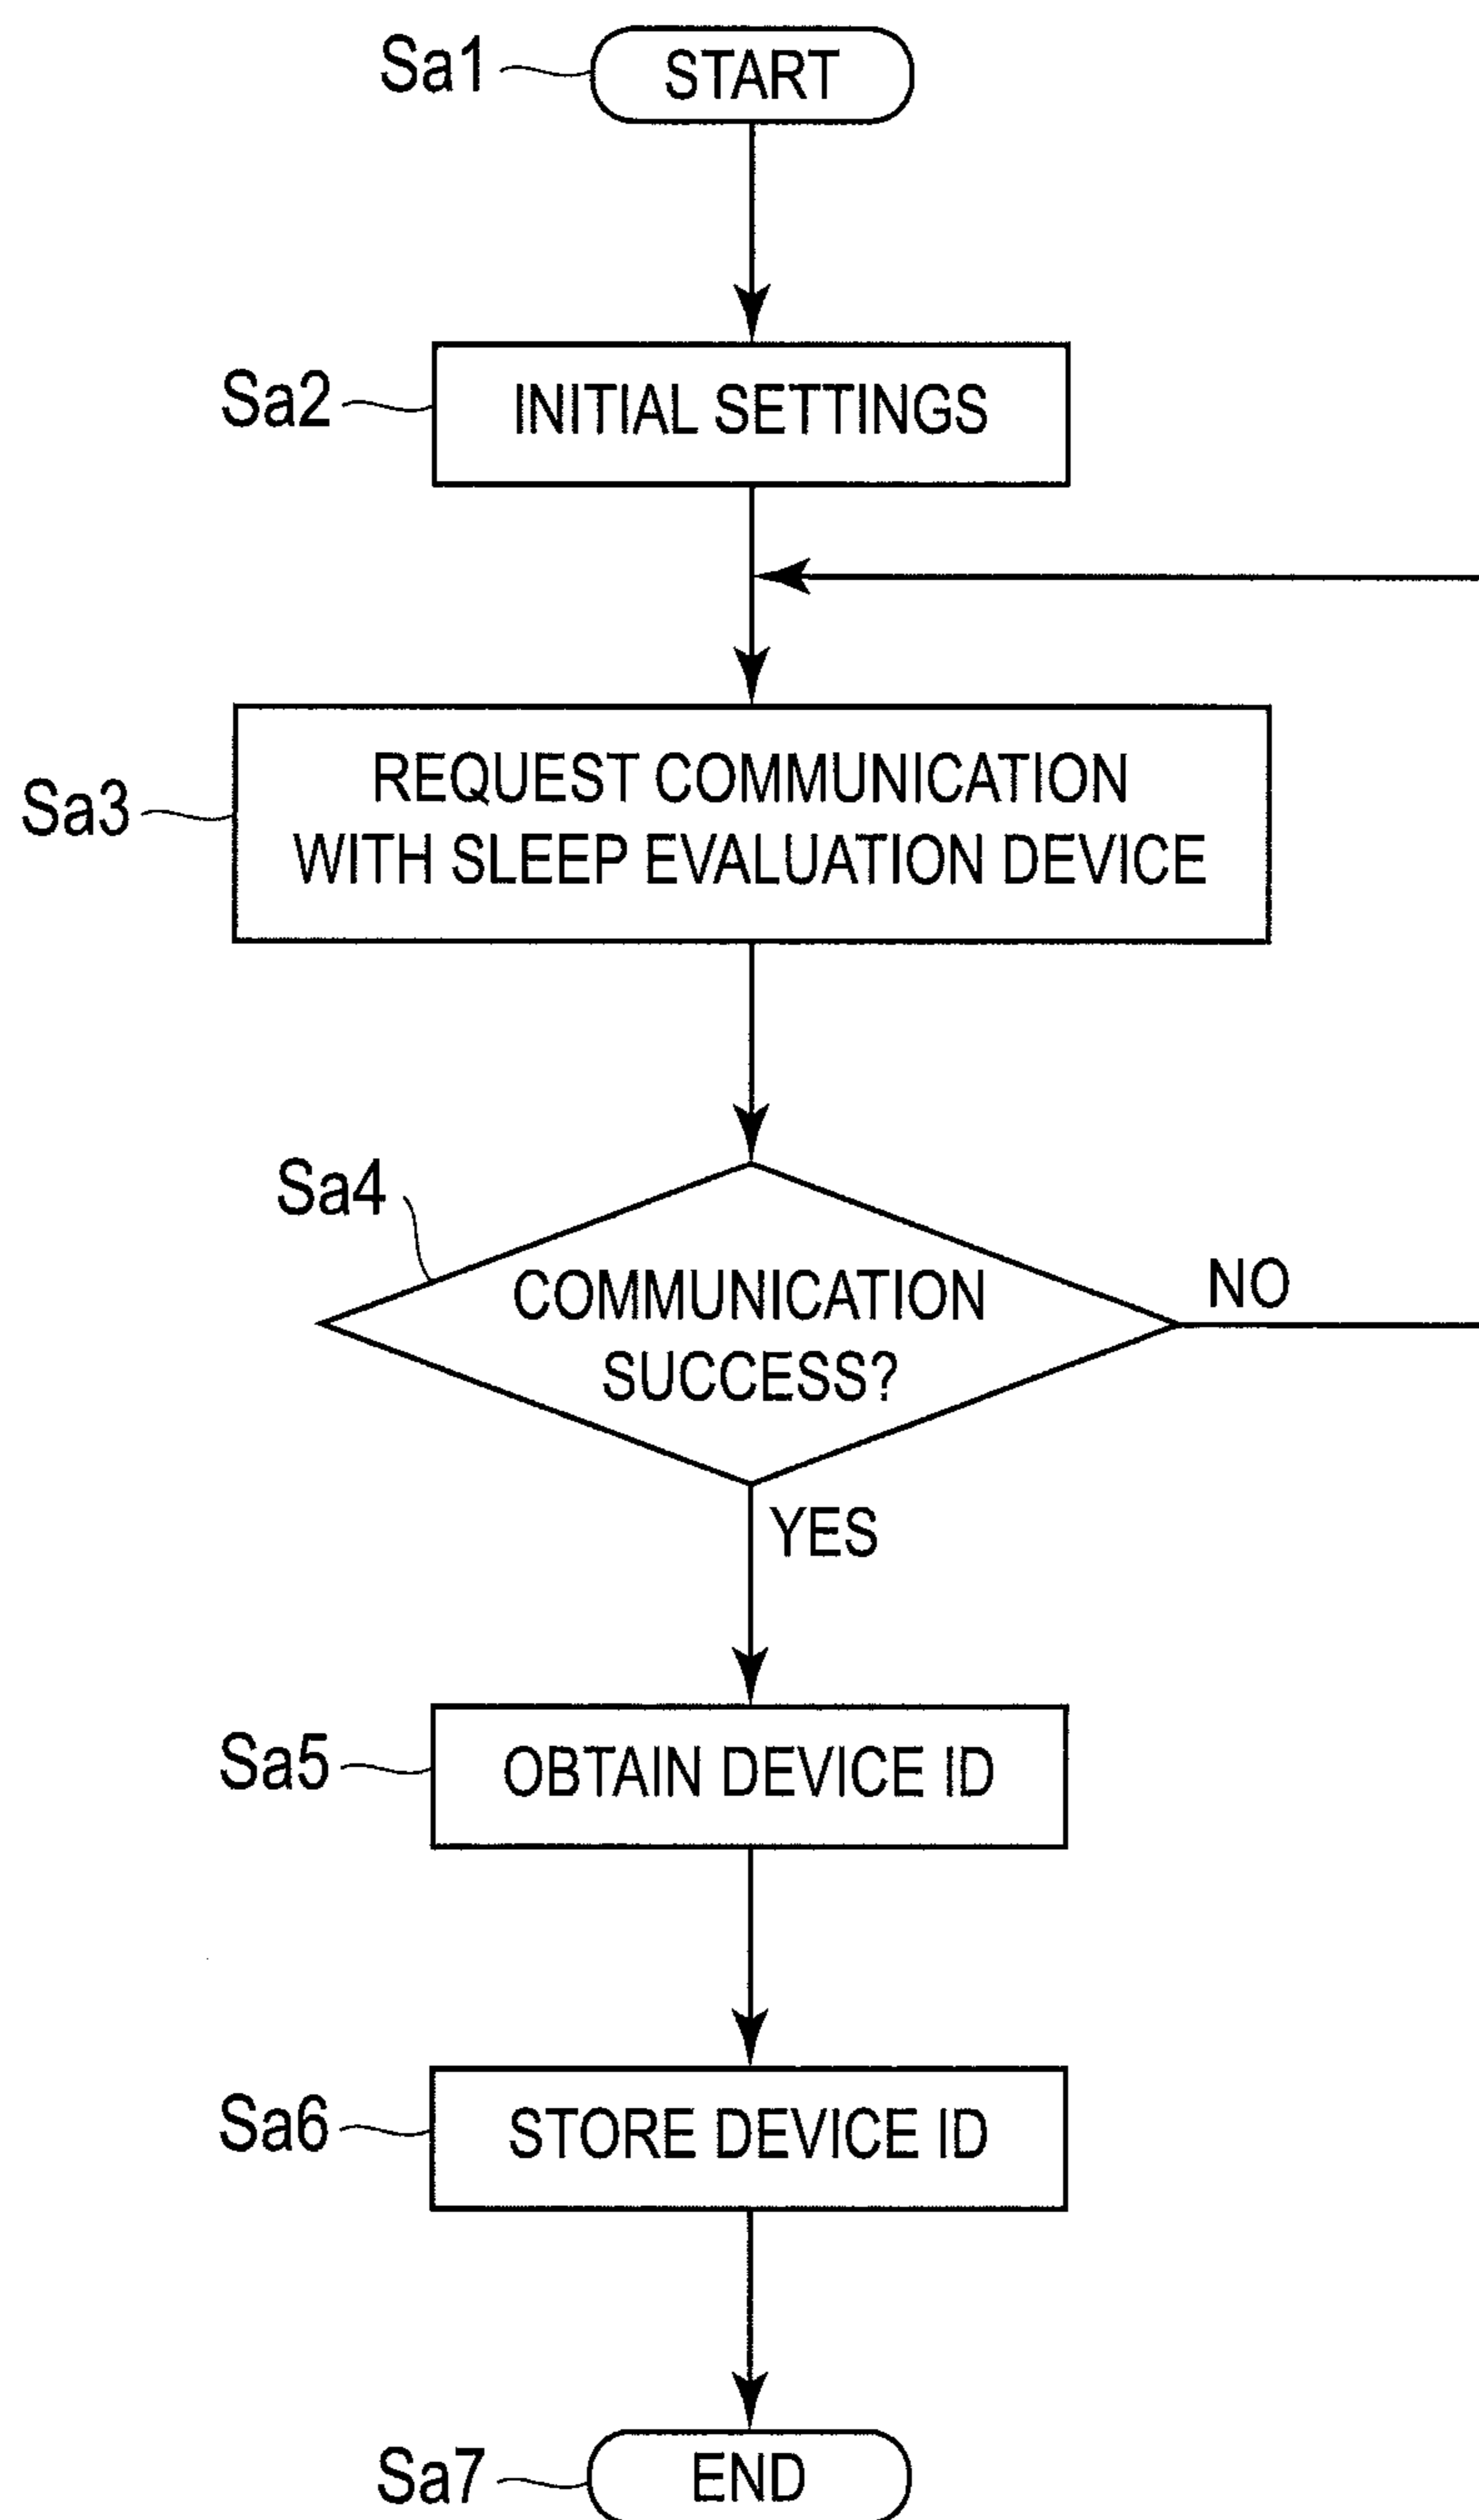 Sa1
START
Sa2
INITIAL SETTINGS
Sa3
REQUEST COMMUNICATION
WITH SLEEP EVALUATION DEVICE
Sa4
COMMUNICATION
SUCCESS?
NO
YES
Sa5
OBTAIN DEVICE ID
Sa6
STORE DEVICE ID
Sa7
END